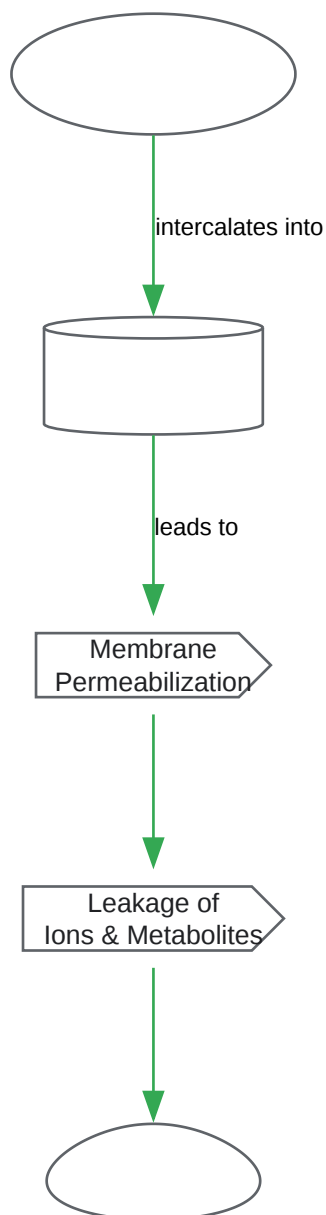 intercalates into
leads to
Membrane
Permeabilization
Leakage of
Ions & Metabolites